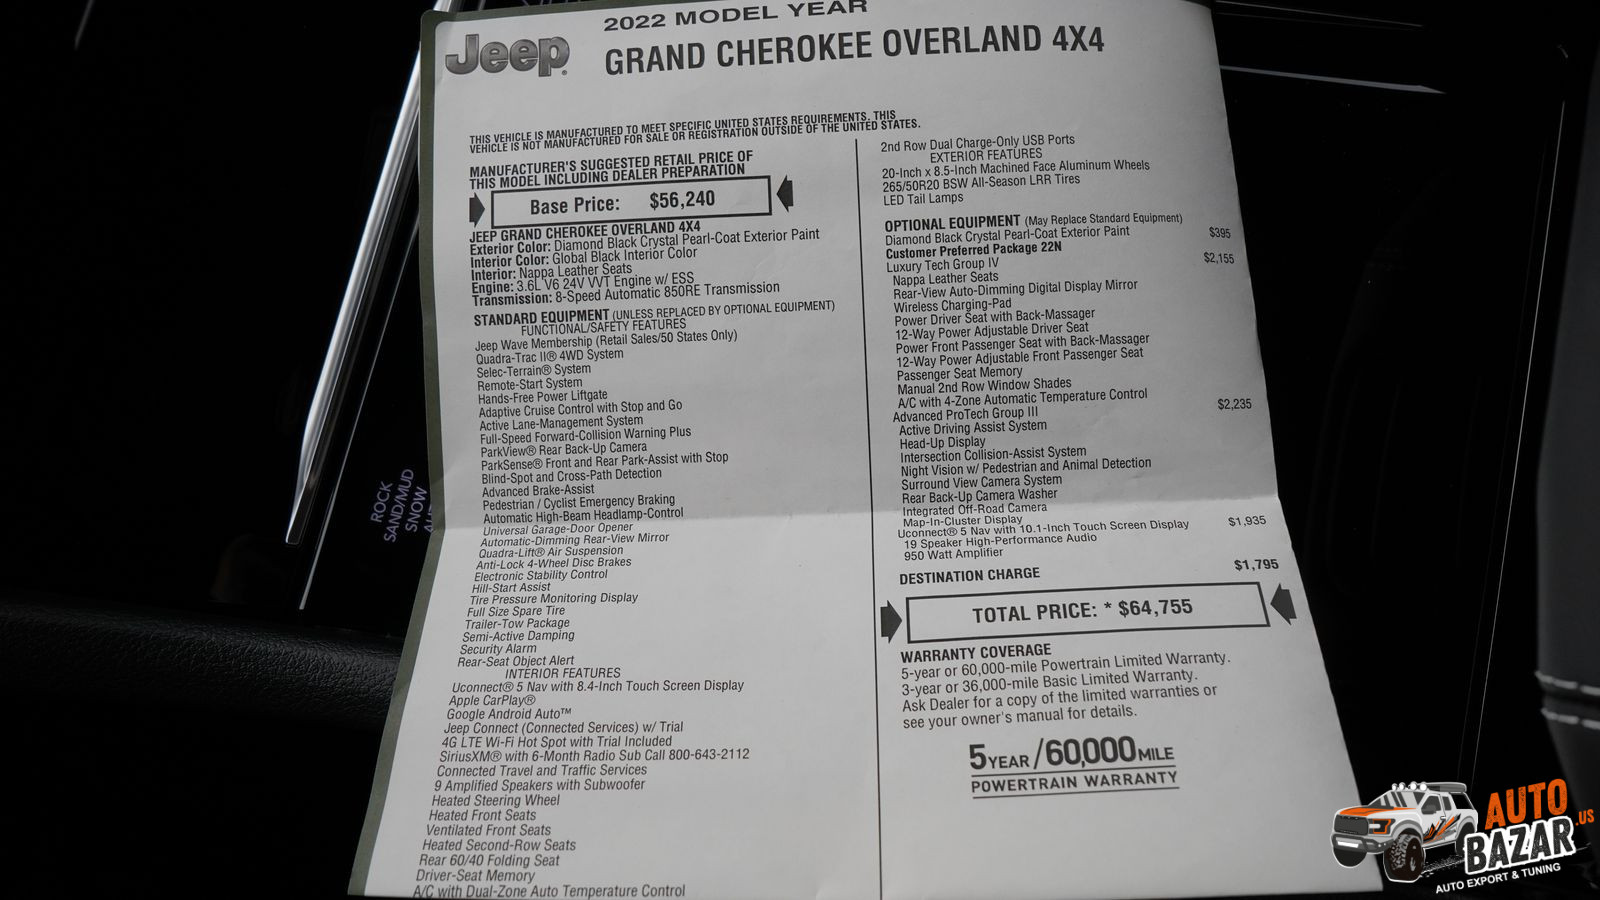 2022 MODEL YEAR
Jeep
GRAND CHEROKEE OVERLAND 4X4
THIS VEHICLE IS MANUFACTURED TO MEET SPECIFIC UNITED STATES REQUIREMENTS. THIS
VEHICLE IS NOT MANUFACTURED FOR SALE OR REGISTRATION OUTSIDE OF THE UNITED STATES.
MANUFACTURER'S SUGGESTED RETAIL PRICE OF
THIS MODEL INCLUDING DEALER PREPARATION
Base Price: $56,240
JEEP GRAND CHEROKEE OVERLAND 4X4
Exterior Color: Diamond Black Crystal Pearl-Coat Exterior Paint
Interior Color: Global Black Interior Color
Interior: Nappa Leather Seats
Engine: 3.6L V6 24V VVT Engine w/ ESS
Transmission: 8-Speed Automatic 850RE Transmission
STANDARD EQUIPMENT (UNLESS REPLACED BY OPTIONAL EQUIPMENT)
FUNCTIONAL/SAFETY FEATURES
Jeep Wave Membership (Retail Sales/50 States Only)
Quadra-Trac II® 4WD System
Selec-Terrain® System
Remote-Start System
Hands-Free Power Liftgate
Adaptive Cruise Control with Stop and Go
Active Lane-Management System
Full-Speed Forward-Collision Warning Plus
ParkView® Rear Back-Up Camera
ParkSense® Front and Rear Park-Assist with Stop
Blind-Spot and Cross-Path Detection
Advanced Brake-Assist
Pedestrian / Cyclist Emergency Braking
Automatic High-Beam Headlamp-Control
Universal Garage-Door Opener
Automatic-Dimming Rear-View Mirror
Quadra-Lift® Air Suspension
Anti-Lock 4-Wheel Disc Brakes
Electronic Stability Control
Hill-Start Assist
Tire Pressure Monitoring Display
Full Size Spare Tire
Trailer-Tow Package
Semi-Active Damping
Security Alarm
Rear-Seat Object Alert
INTERIOR FEATURES
Uconnect® 5 Nav with 8.4-Inch Touch Screen Display
Apple CarPlay®
Google Android Auto™
Jeep Connect (Connected Services) w/ Trial
4G LTE Wi-Fi Hot Spot with Trial Included
SiriusXM® with 6-Month Radio Sub Call 800-643-2112
Connected Travel and Traffic Services
9 Amplified Speakers with Subwoofer
Heated Steering Wheel
Heated Front Seats
Ventilated Front Seats
Heated Second-Row Seats
Rear 60/40 Folding Seat
Driver-Seat Memory
A/C with Dual-Zone Auto Temperature Control
2nd Row Dual Charge-Only USB Ports
EXTERIOR FEATURES
20-Inch x 8.5-Inch Machined Face Aluminum Wheels
265/50R20 BSW All-Season LRR Tires
LED Tail Lamps
OPTIONAL EQUIPMENT (May Replace Standard Equipment)
Diamond Black Crystal Pearl-Coat Exterior Paint $395
Customer Preferred Package 22N
Luxury Tech Group IV $2,155
Nappa Leather Seats
Rear-View Auto-Dimming Digital Display Mirror
Wireless Charging-Pad
Power Driver Seat with Back-Massager
12-Way Power Adjustable Driver Seat
Power Front Passenger Seat with Back-Massager
12-Way Power Adjustable Front Passenger Seat
Passenger Seat Memory
Manual 2nd Row Window Shades
A/C with 4-Zone Automatic Temperature Control
Advanced ProTech Group III $2,235
Active Driving Assist System
Head-Up Display
Intersection Collision-Assist System
Night Vision w/ Pedestrian and Animal Detection
Surround View Camera System
Rear Back-Up Camera Washer
Integrated Off-Road Camera
Map-In-Cluster Display
Uconnect® 5 Nav with 10.1-Inch Touch Screen Display $1,935
19 Speaker High-Performance Audio
950 Watt Amplifier
DESTINATION CHARGE $1,795
TOTAL PRICE: * $64,755
WARRANTY COVERAGE
5-year or 60,000-mile Powertrain Limited Warranty.
3-year or 36,000-mile Basic Limited Warranty.
Ask Dealer for a copy of the limited warranties or
see your owner's manual for details.
5YEAR/60,000MILE
POWERTRAIN WARRANTY
ROCK
SAND/MUD
SNOW
AUTO
BAZAR.US
AUTO EXPORT & TUNING